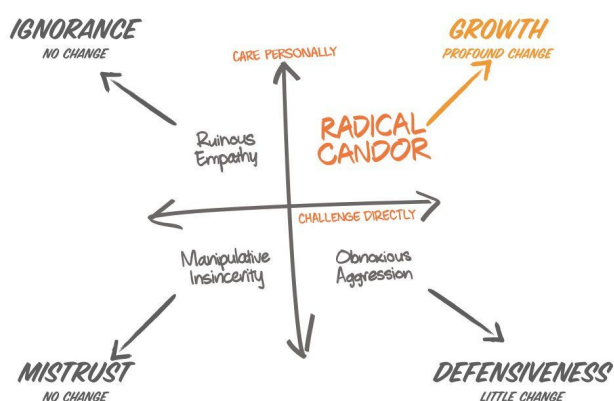 IGNORANCE
NO CHANGE
GROWTH
PROFOUND CHANGE
CARE PERSONALLY
Ruinous
Empathy
RADICAL
CANDOR
CHALLENGE DIRECTLY
Manipulative
Insincerity
Obnoxious
Aggression
MISTRUST
NO CHANGE
DEFENSIVENESS
LITTLE CHANGE